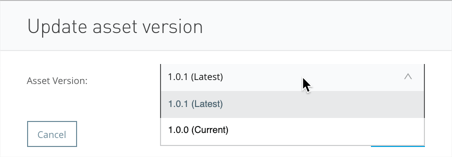 Update asset version
Asset Version:
1.0.1 (Latest)
1.0.1 (Latest)
1.0.0 (Current)
Cancel